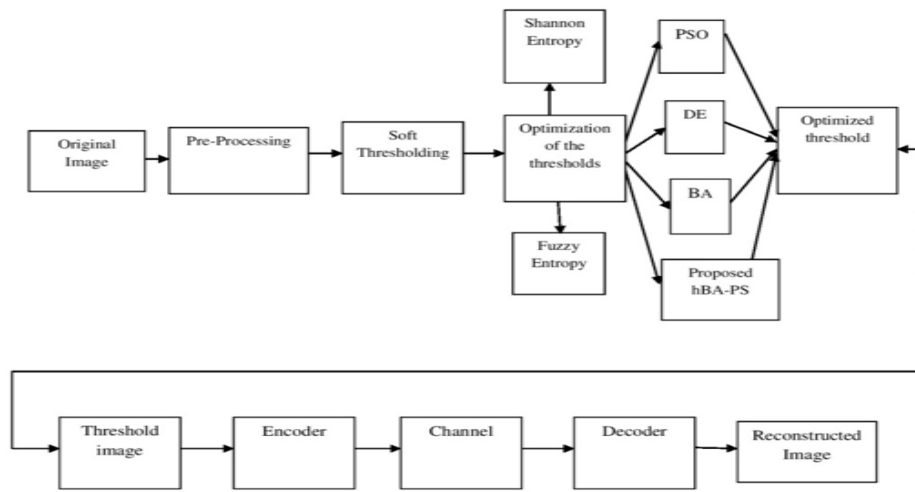 Original
Image
Pre-Processing
Soft
Thresholding
Shannon
Entropy
Optimization
of the
thresholds
Fuzzy
Entropy
PSO
DE
BA
Proposed
hBA-PS
Optimized
threshold
Threshold
image
Encoder
Channel
Decoder
Reconstructed
Image